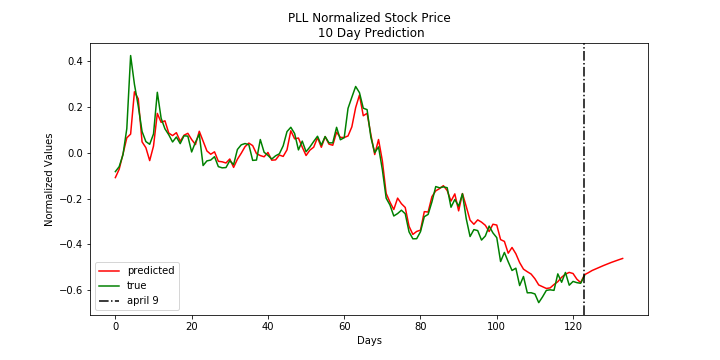 PLL Normalized Stock Price
10 Day Prediction
Normalized Values
0.4
0.2
0.0
−0.2
−0.4
−0.6
predicted
true
april 9
0 20 40 60 80 100 120
Days